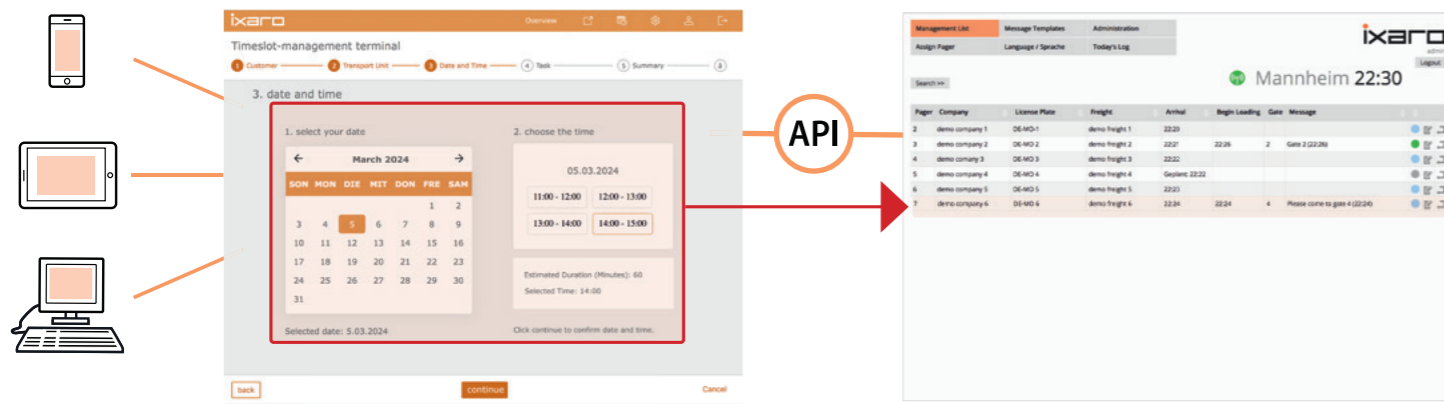 ixaro
Overview
Timeslot-management terminal
1 Customer 2 Transport Unit 3 Date and Time 4 Task 5 Summary
3. date and time
1. select your date
← March 2024 →
SON MON DIE MIT DON FRE SAM
1 2
3 4 5 6 7 8 9
10 11 12 13 14 15 16
17 18 19 20 21 22 23
24 25 26 27 28 29 30
31
Selected date: 5.03.2024
2. choose the time
05.03.2024
11:00 - 12:00 12:00 - 13:00
13:00 - 14:00 14:00 - 15:00
Estimated Duration (Minutes): 60
Selected Time: 14:00
Click continue to confirm date and time.
back continue Cancel
API
Management List Message Templates Administration
Assign Pager Language / Sprache Today's Log
ixaro
admin
Logout
Search >>
Mannheim 22:30
Pager Company License Plate Freight Arrival Begin Loading Gate Message
2 demo company 1 DE-MO-1 demo freight 1 22:20
3 demo company 2 DE-MO 2 demo freight 2 22:21 22:26 2 Gate 2 (22:26)
4 demo comany 3 DE-MO 3 demo freight 3 22:22
5 demo company 4 DE-MO 4 demo freight 4 Geplant: 22:22
6 demo company 5 DE-MO 5 demo freight 5 22:23
7 demo company 6 DE-MO 6 demo freight 6 22:24 22:24 4 Please come to gate 4 (22:24)